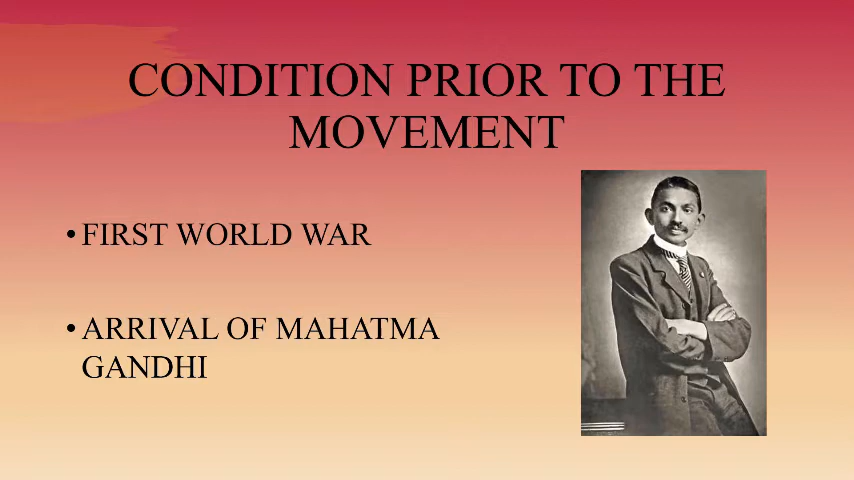 CONDITION PRIOR TO THE
MOVEMENT
• FIRST WORLD WAR
• ARRIVAL OF MAHATMA
GANDHI